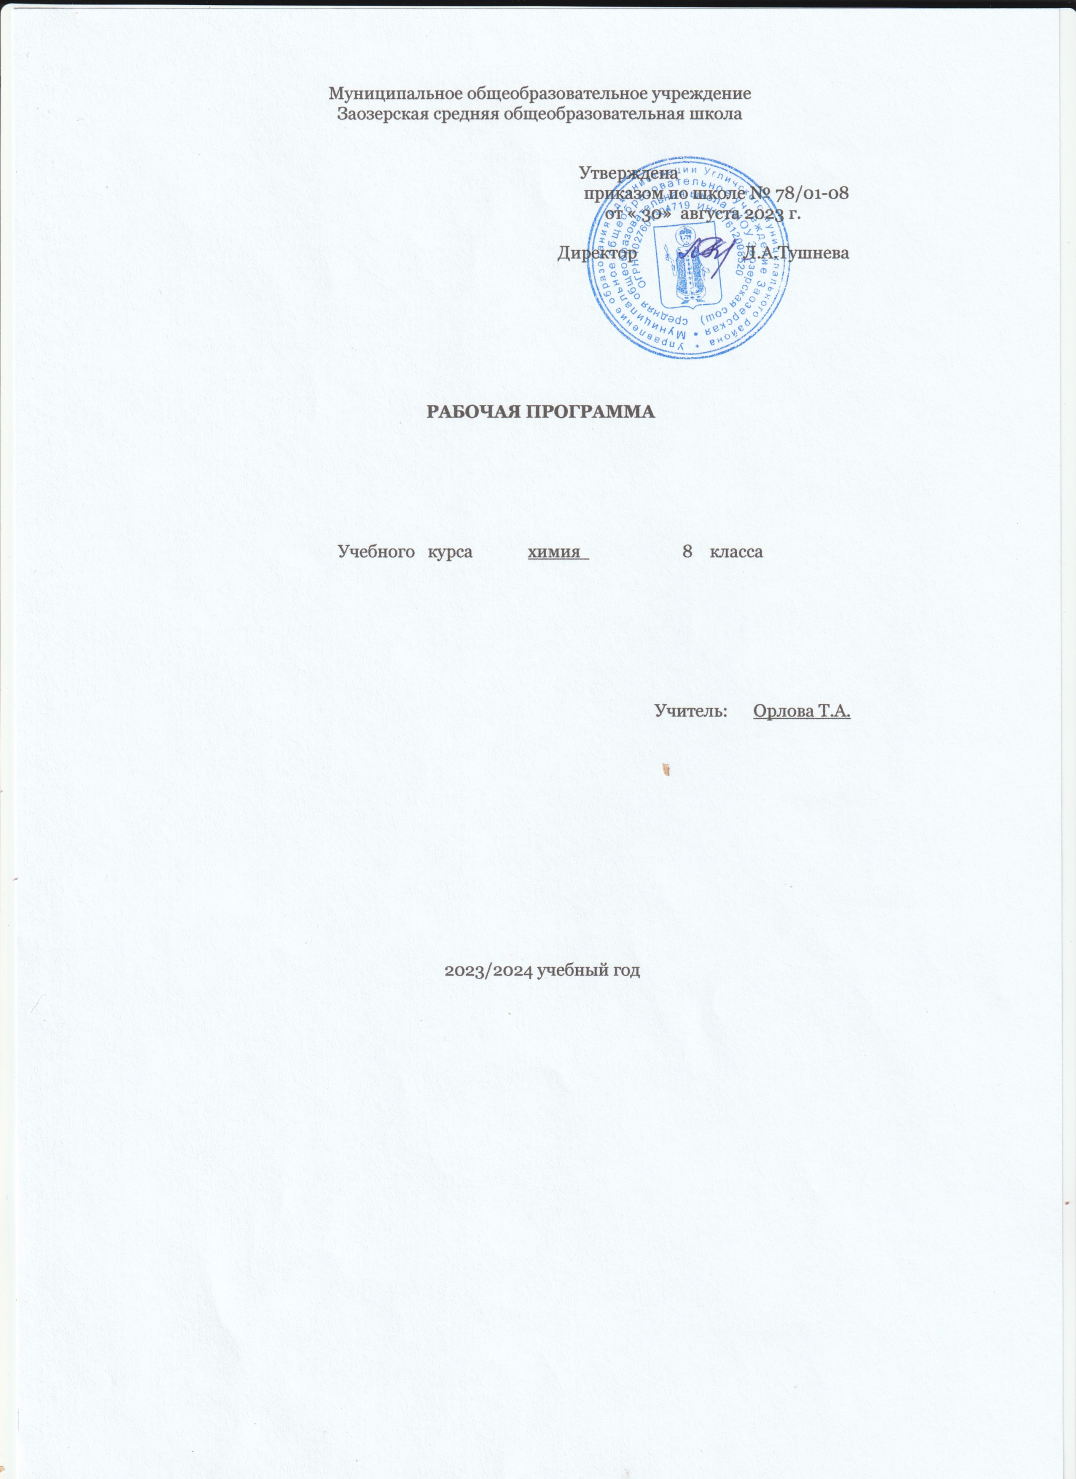 Муниципальное общеобразовательное учреждение
Заозерская средняя общеобразовательная школа
Утверждена
приказом по школе № 78/01-08
от « 30»  августа 2023 г.
Директор Л.А.Тушнева
РАБОЧАЯ ПРОГРАММА
Учебного курса химия 8 класса
Учитель: Орлова Т.А.
2023/2024 учебный год